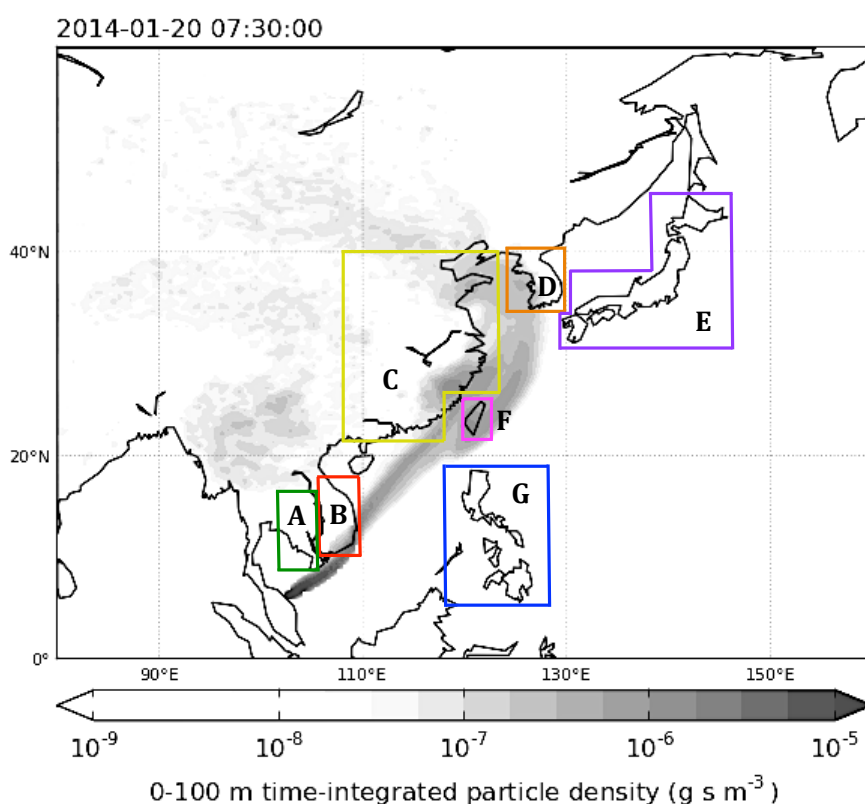 2014-01-20 07:30:00
40°N
D
E
C
F
20°N
G
A
B
0°
90°E 110°E 130°E 150°E
10⁻⁹ 10⁻⁸ 10⁻⁷ 10⁻⁶ 10⁻⁵
0-100 m time-integrated particle density (g s m⁻³)